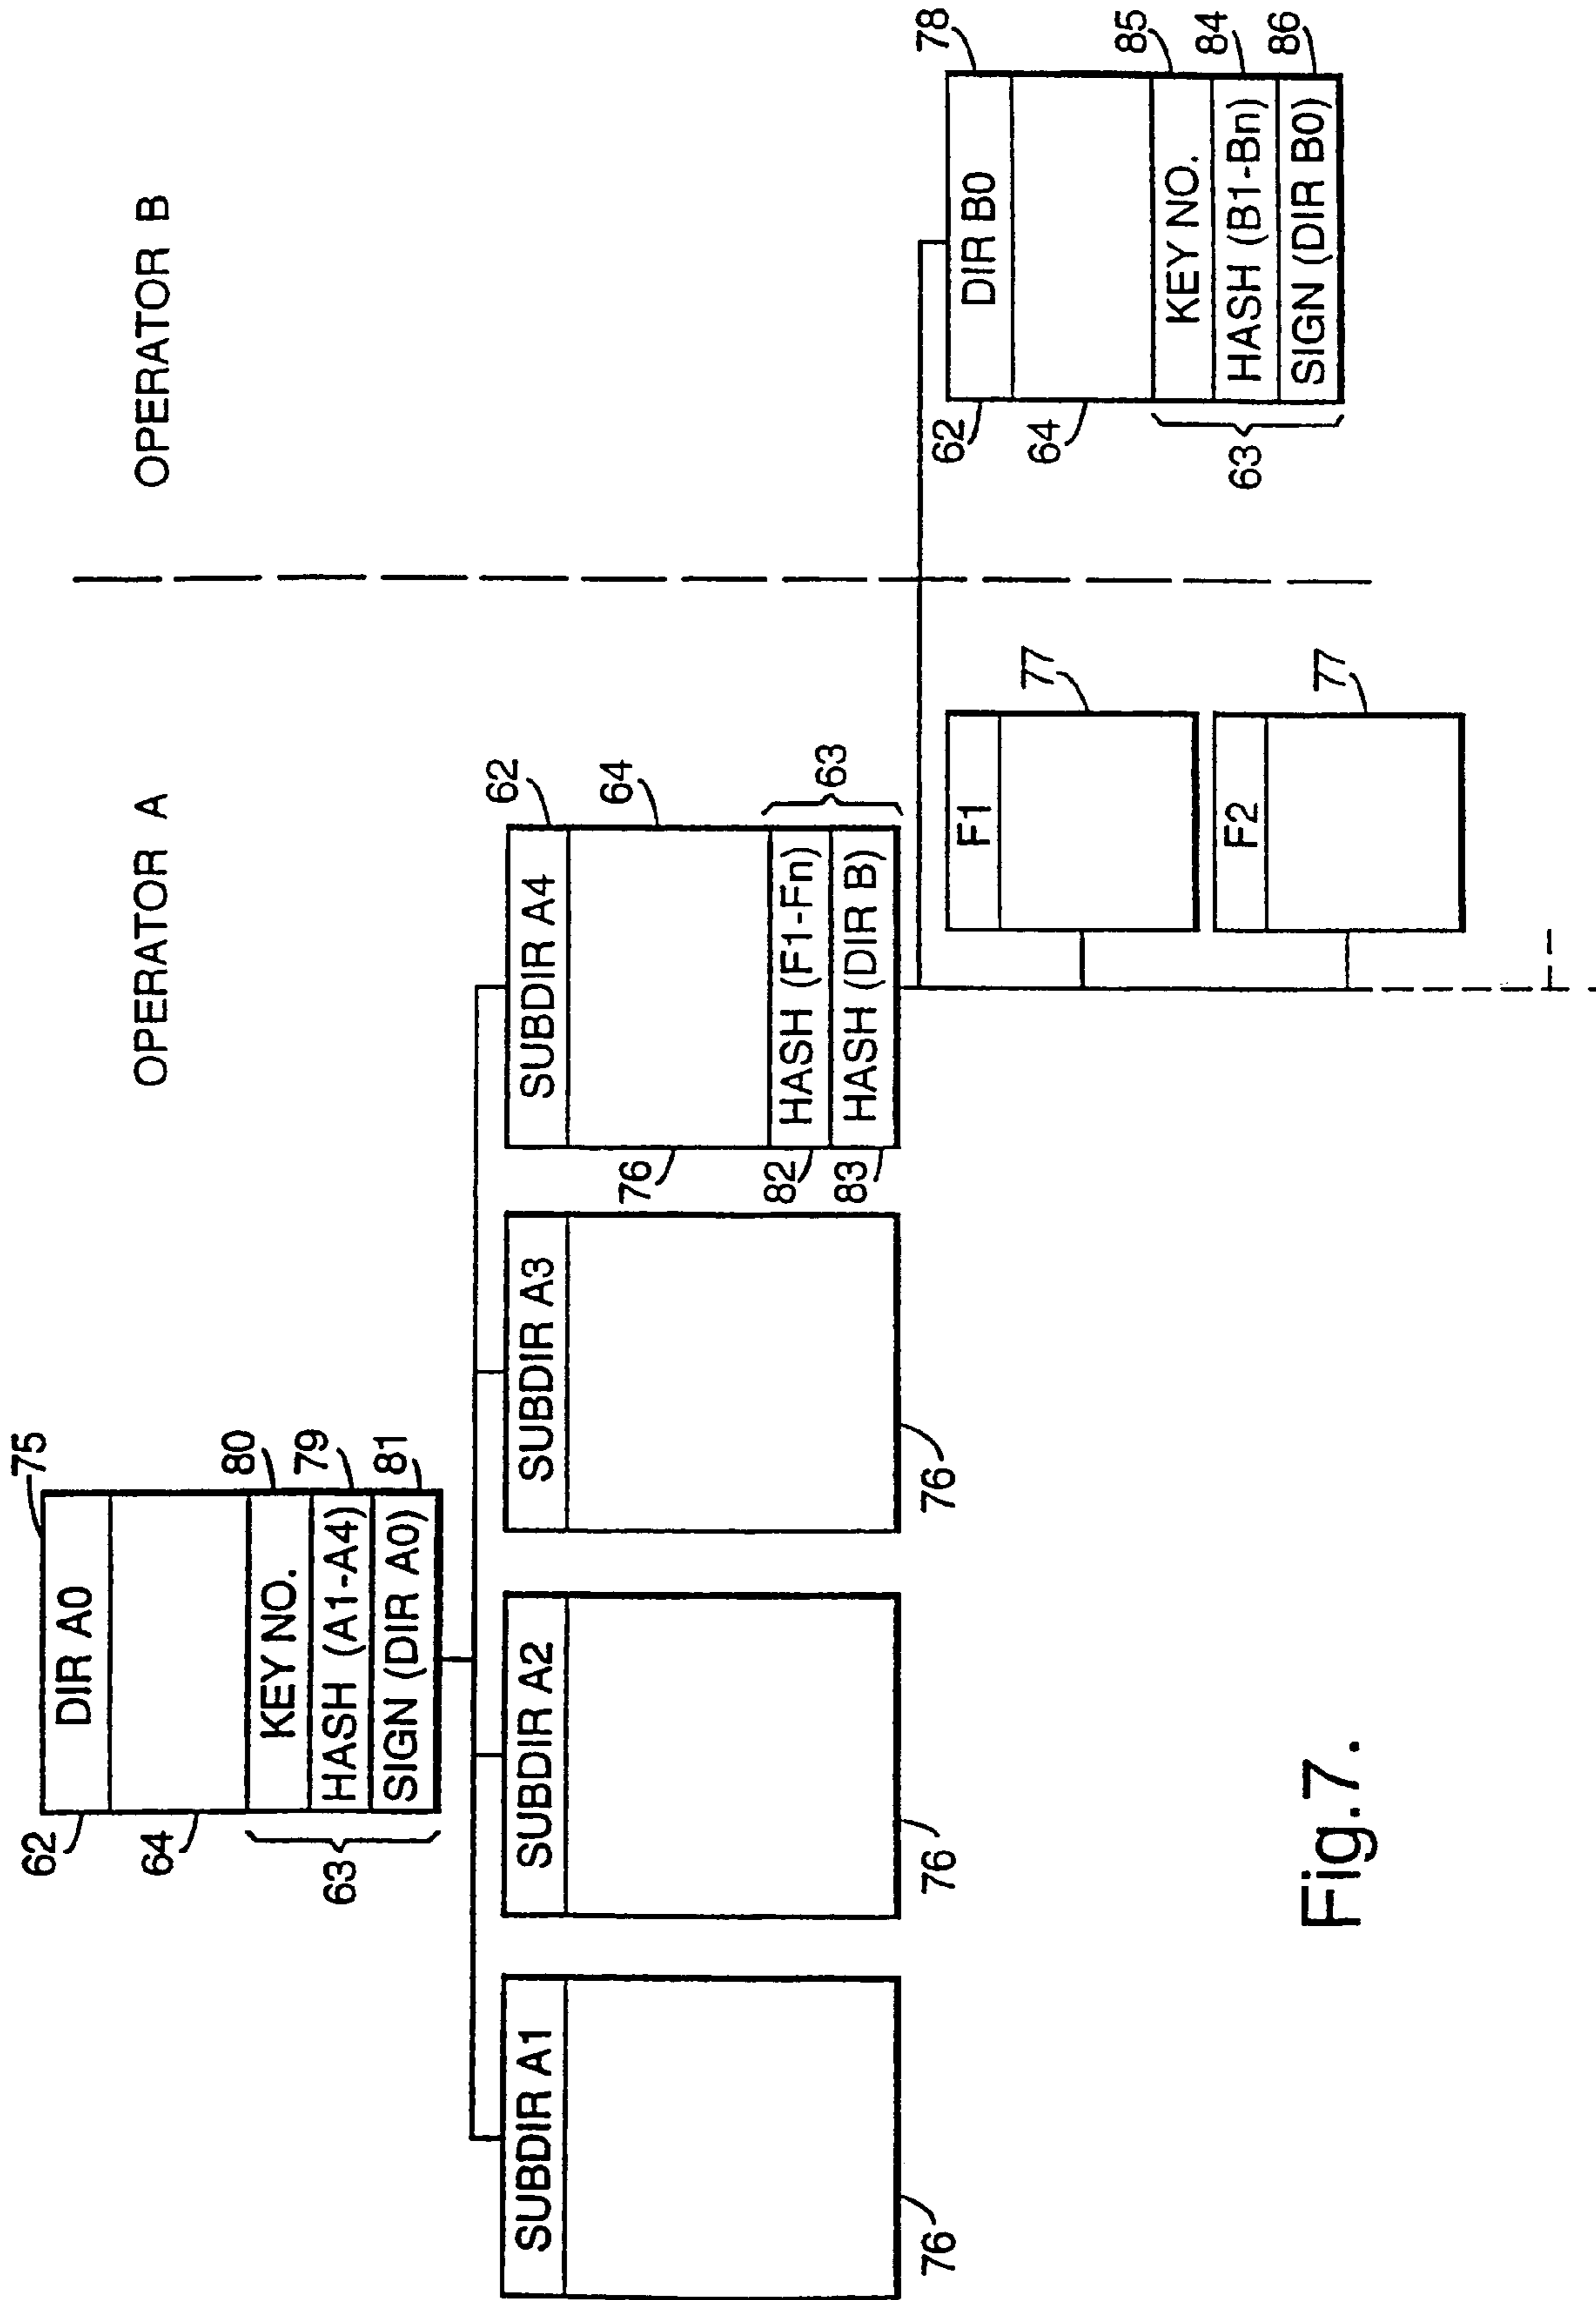 OPERATOR A
OPERATOR B
75
DIR A0
62
64
KEY NO.
80
HASH (A1-A4)
79
SIGN (DIR A0)
81
63
SUBDIR A1
76
SUBDIR A2
76
SUBDIR A3
76
SUBDIR A4
62
64
76
HASH (F1-Fn)
82
HASH (DIR B)
83
63
F1
77
F2
77
DIR B0
78
62
64
KEY NO.
85
HASH (B1-Bn)
84
SIGN (DIR B0)
86
63
Fig.7.